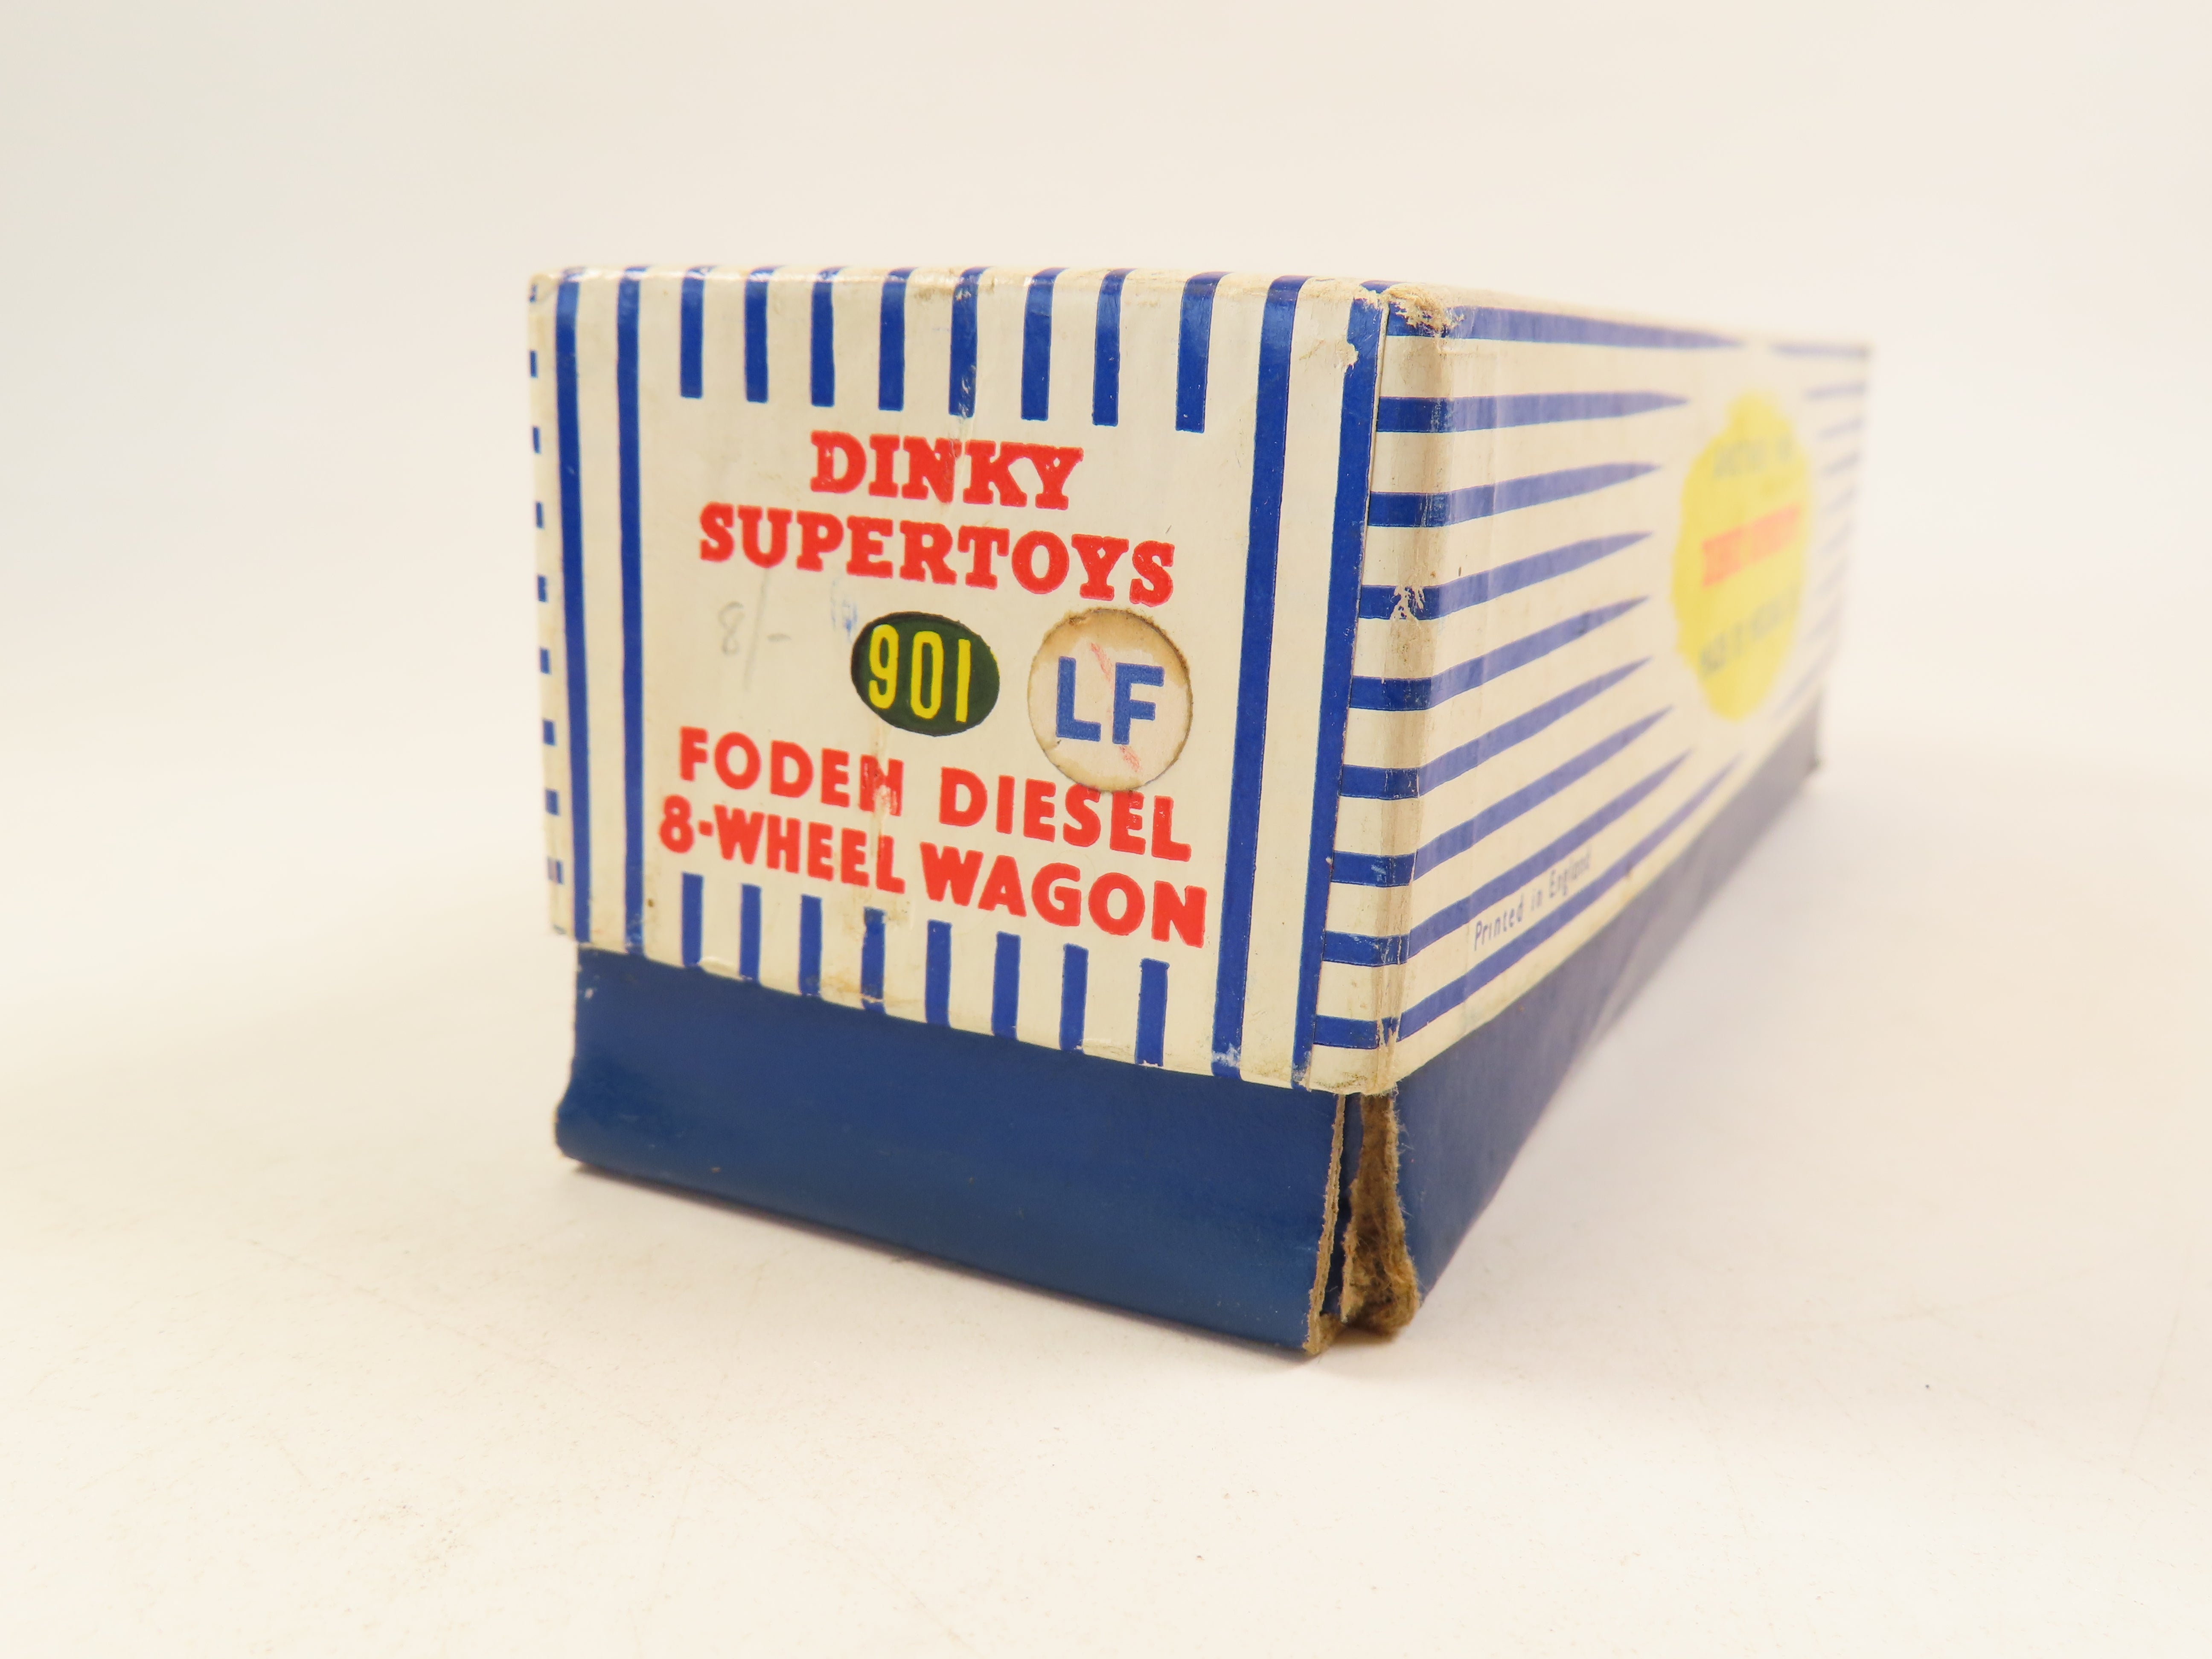 DINKY
SUPERTOYS
8/-
901 LF
FODEN DIESEL
8-WHEEL WAGON
Printed in England